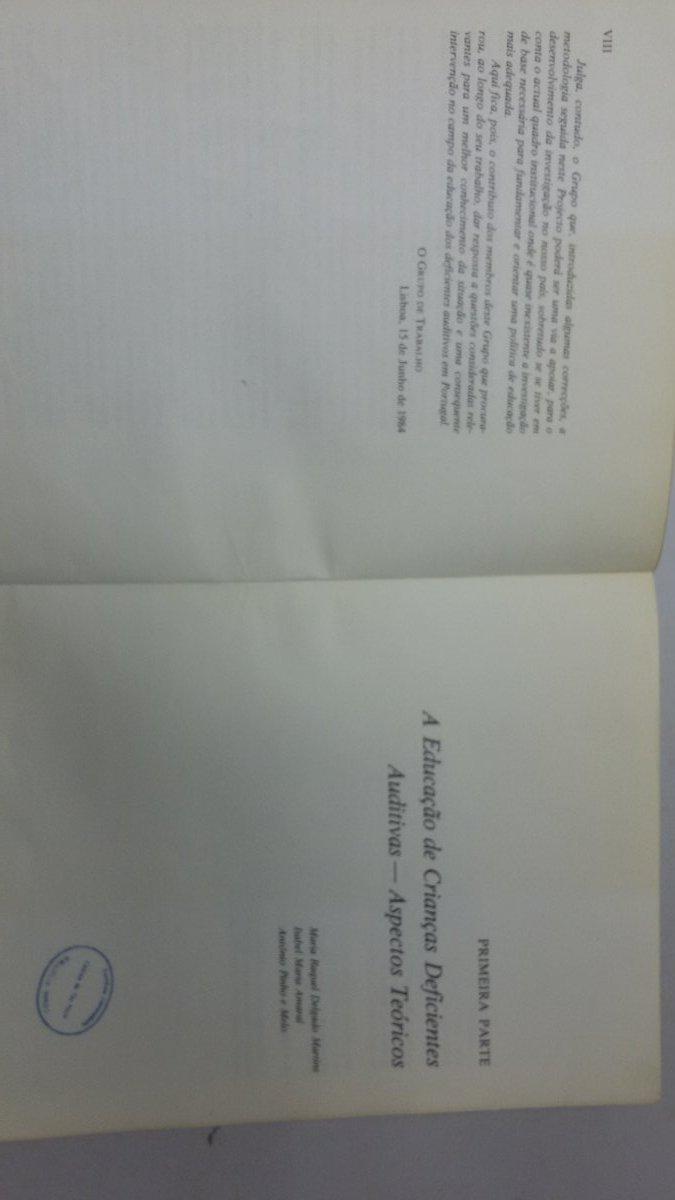 VIII
Julga, contudo, o Grupo que, introduzidas algumas correcções, a
metodologia seguida neste Projecto poderá ser uma via a apoiar, para o
desenvolvimento da investigação no nosso país, sobretudo se se tiver em
conta o actual quadro institucional onde é quase inexistente a investigação
de base necessária para fundamentar e orientar uma política de educação
mais adequada.
Aqui fica, pois, o contributo dos membros desse Grupo que procura-
rou, ao longo do seu trabalho, dar resposta a questões consideradas rele-
vantes para um melhor conhecimento da situação e uma consequente
intervenção no campo da educação dos deficientes auditivos em Portugal.
O GRUPO DE TRABALHO
Lisboa, 15 de Junho de 1984
PRIMEIRA PARTE
A Educação de Crianças Deficientes
Auditivas — Aspectos Teóricos
Maria Raquel Delgado Martins
Isabel Maria Amaral
António Pinho e Melo